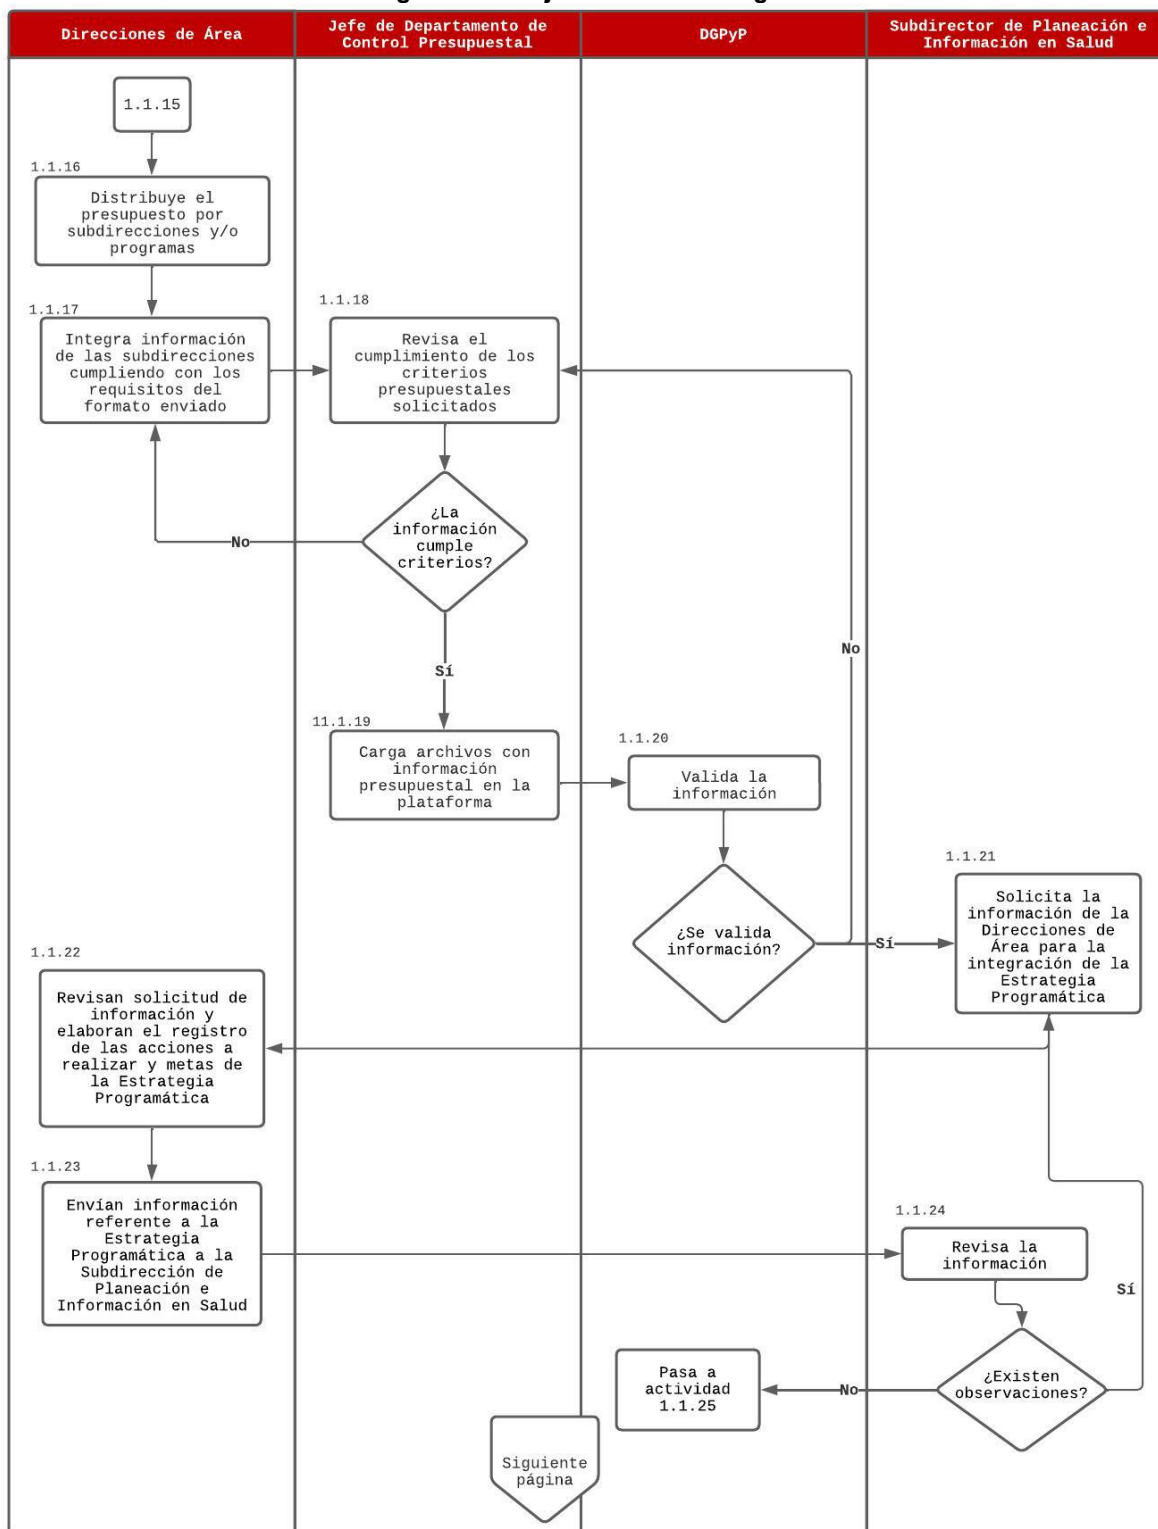 Direcciones de Área
Jefe de Departamento de
Control Presupuestal
DGPyP
Subdirector de Planeación e
Información en Salud
1.1.15
1.1.16
Distribuye el
presupuesto por
subdirecciones y/o
programas
1.1.17
Integra información
de las subdirecciones
cumpliendo con los
requisitos del
formato enviado
1.1.18
Revisa el
cumplimiento de los
criterios
presupuestales
solicitados
¿La
información
cumple
criterios?
No
Sí
No
11.1.19
Carga archivos con
información
presupuestal en la
plataforma
1.1.20
Valida la
información
¿Se valida
información?
Sí
1.1.21
Solicita la
información de la
Direcciones de
Área para la
integración de la
Estrategia
Programática
1.1.22
Revisan solicitud de
información y
elaboran el registro
de las acciones a
realizar y metas de
la Estrategia
Programática
1.1.23
Envían información
referente a la
Estrategia
Programática a la
Subdirección de
Planeación e
Información en Salud
1.1.24
Revisa la
información
Sí
¿Existen
observaciones?
No
Pasa a
actividad
1.1.25
Siguiente
página